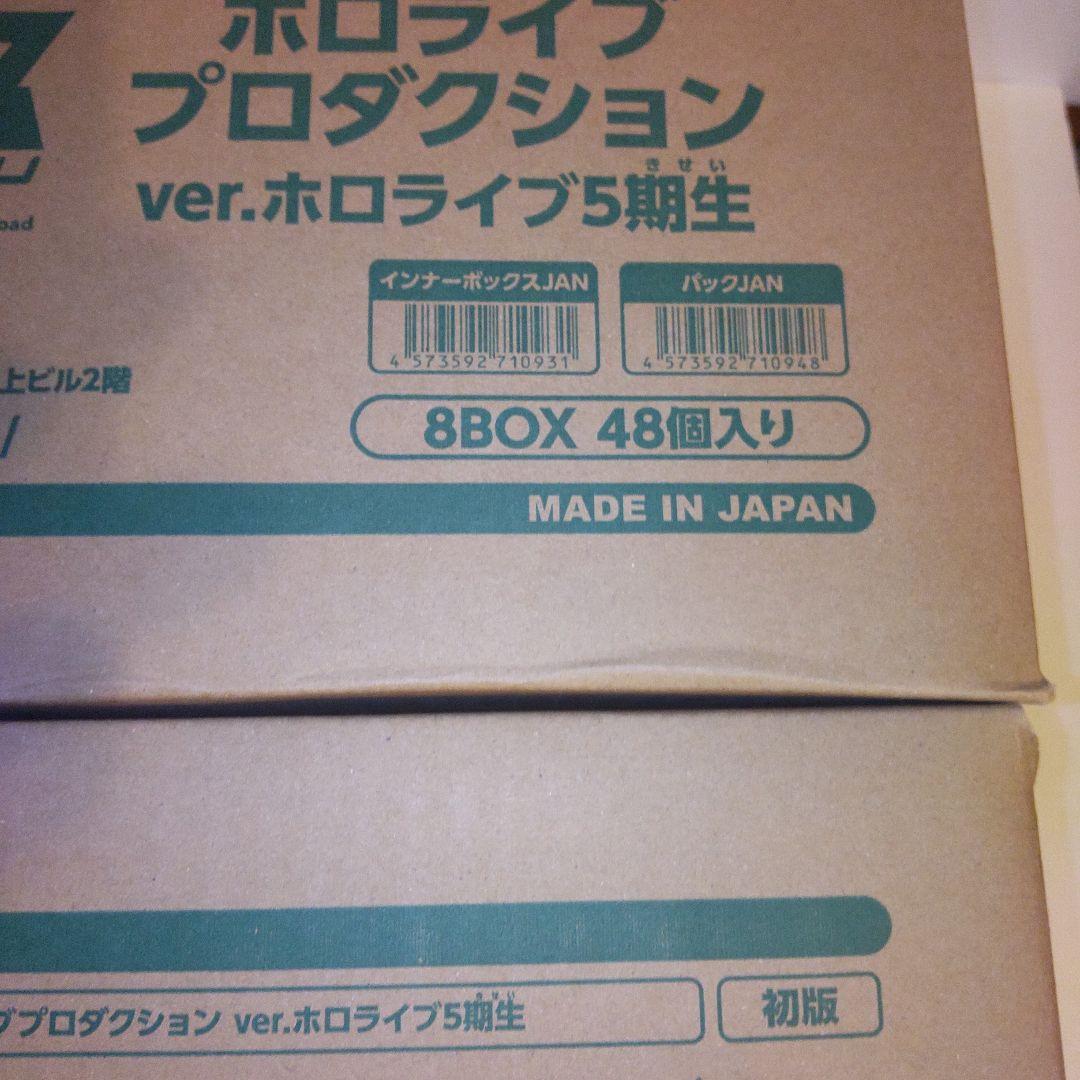 ホロライブ
プロダクション
きせい
ver.ホロライブ5期生
oad
インナーボックスJAN
パックJAN
4 573592 710931
4 573592 710948
上ビル2階
/
8BOX 48個入り
MADE IN JAPAN
きせい
ブプロダクション ver.ホロライブ5期生
初版